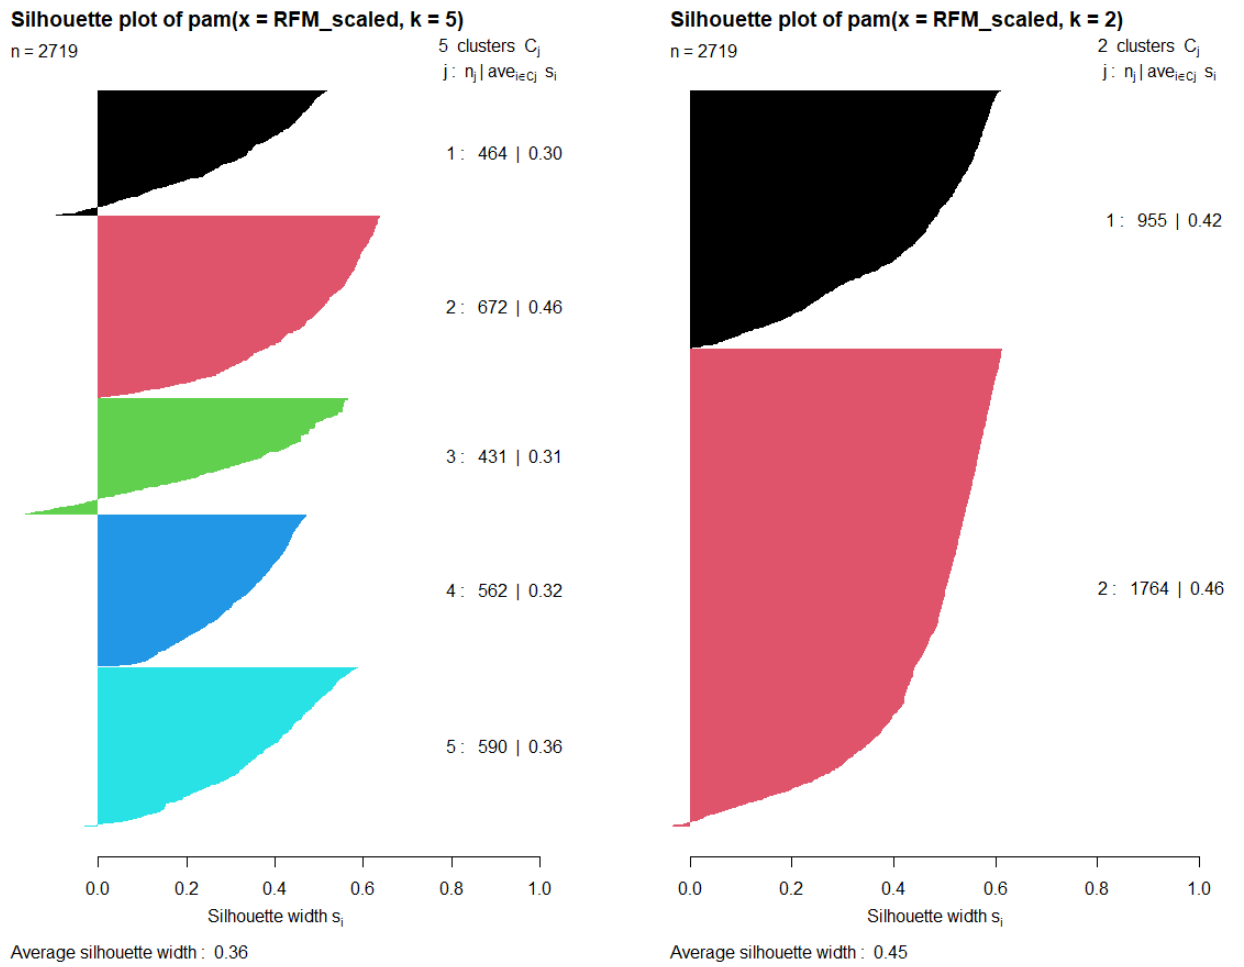 Silhouette plot of pam(x = RFM_scaled, k = 5)
n = 2719
5 clusters Cj
j : nj | avei∈Cj si
1 : 464 | 0.30
2 : 672 | 0.46
3 : 431 | 0.31
4 : 562 | 0.32
5 : 590 | 0.36
0.0 0.2 0.4 0.6 0.8 1.0
Silhouette width si
Average silhouette width : 0.36
Silhouette plot of pam(x = RFM_scaled, k = 2)
n = 2719
2 clusters Cj
j : nj | avei∈Cj si
1 : 955 | 0.42
2 : 1764 | 0.46
0.0 0.2 0.4 0.6 0.8 1.0
Silhouette width si
Average silhouette width : 0.45